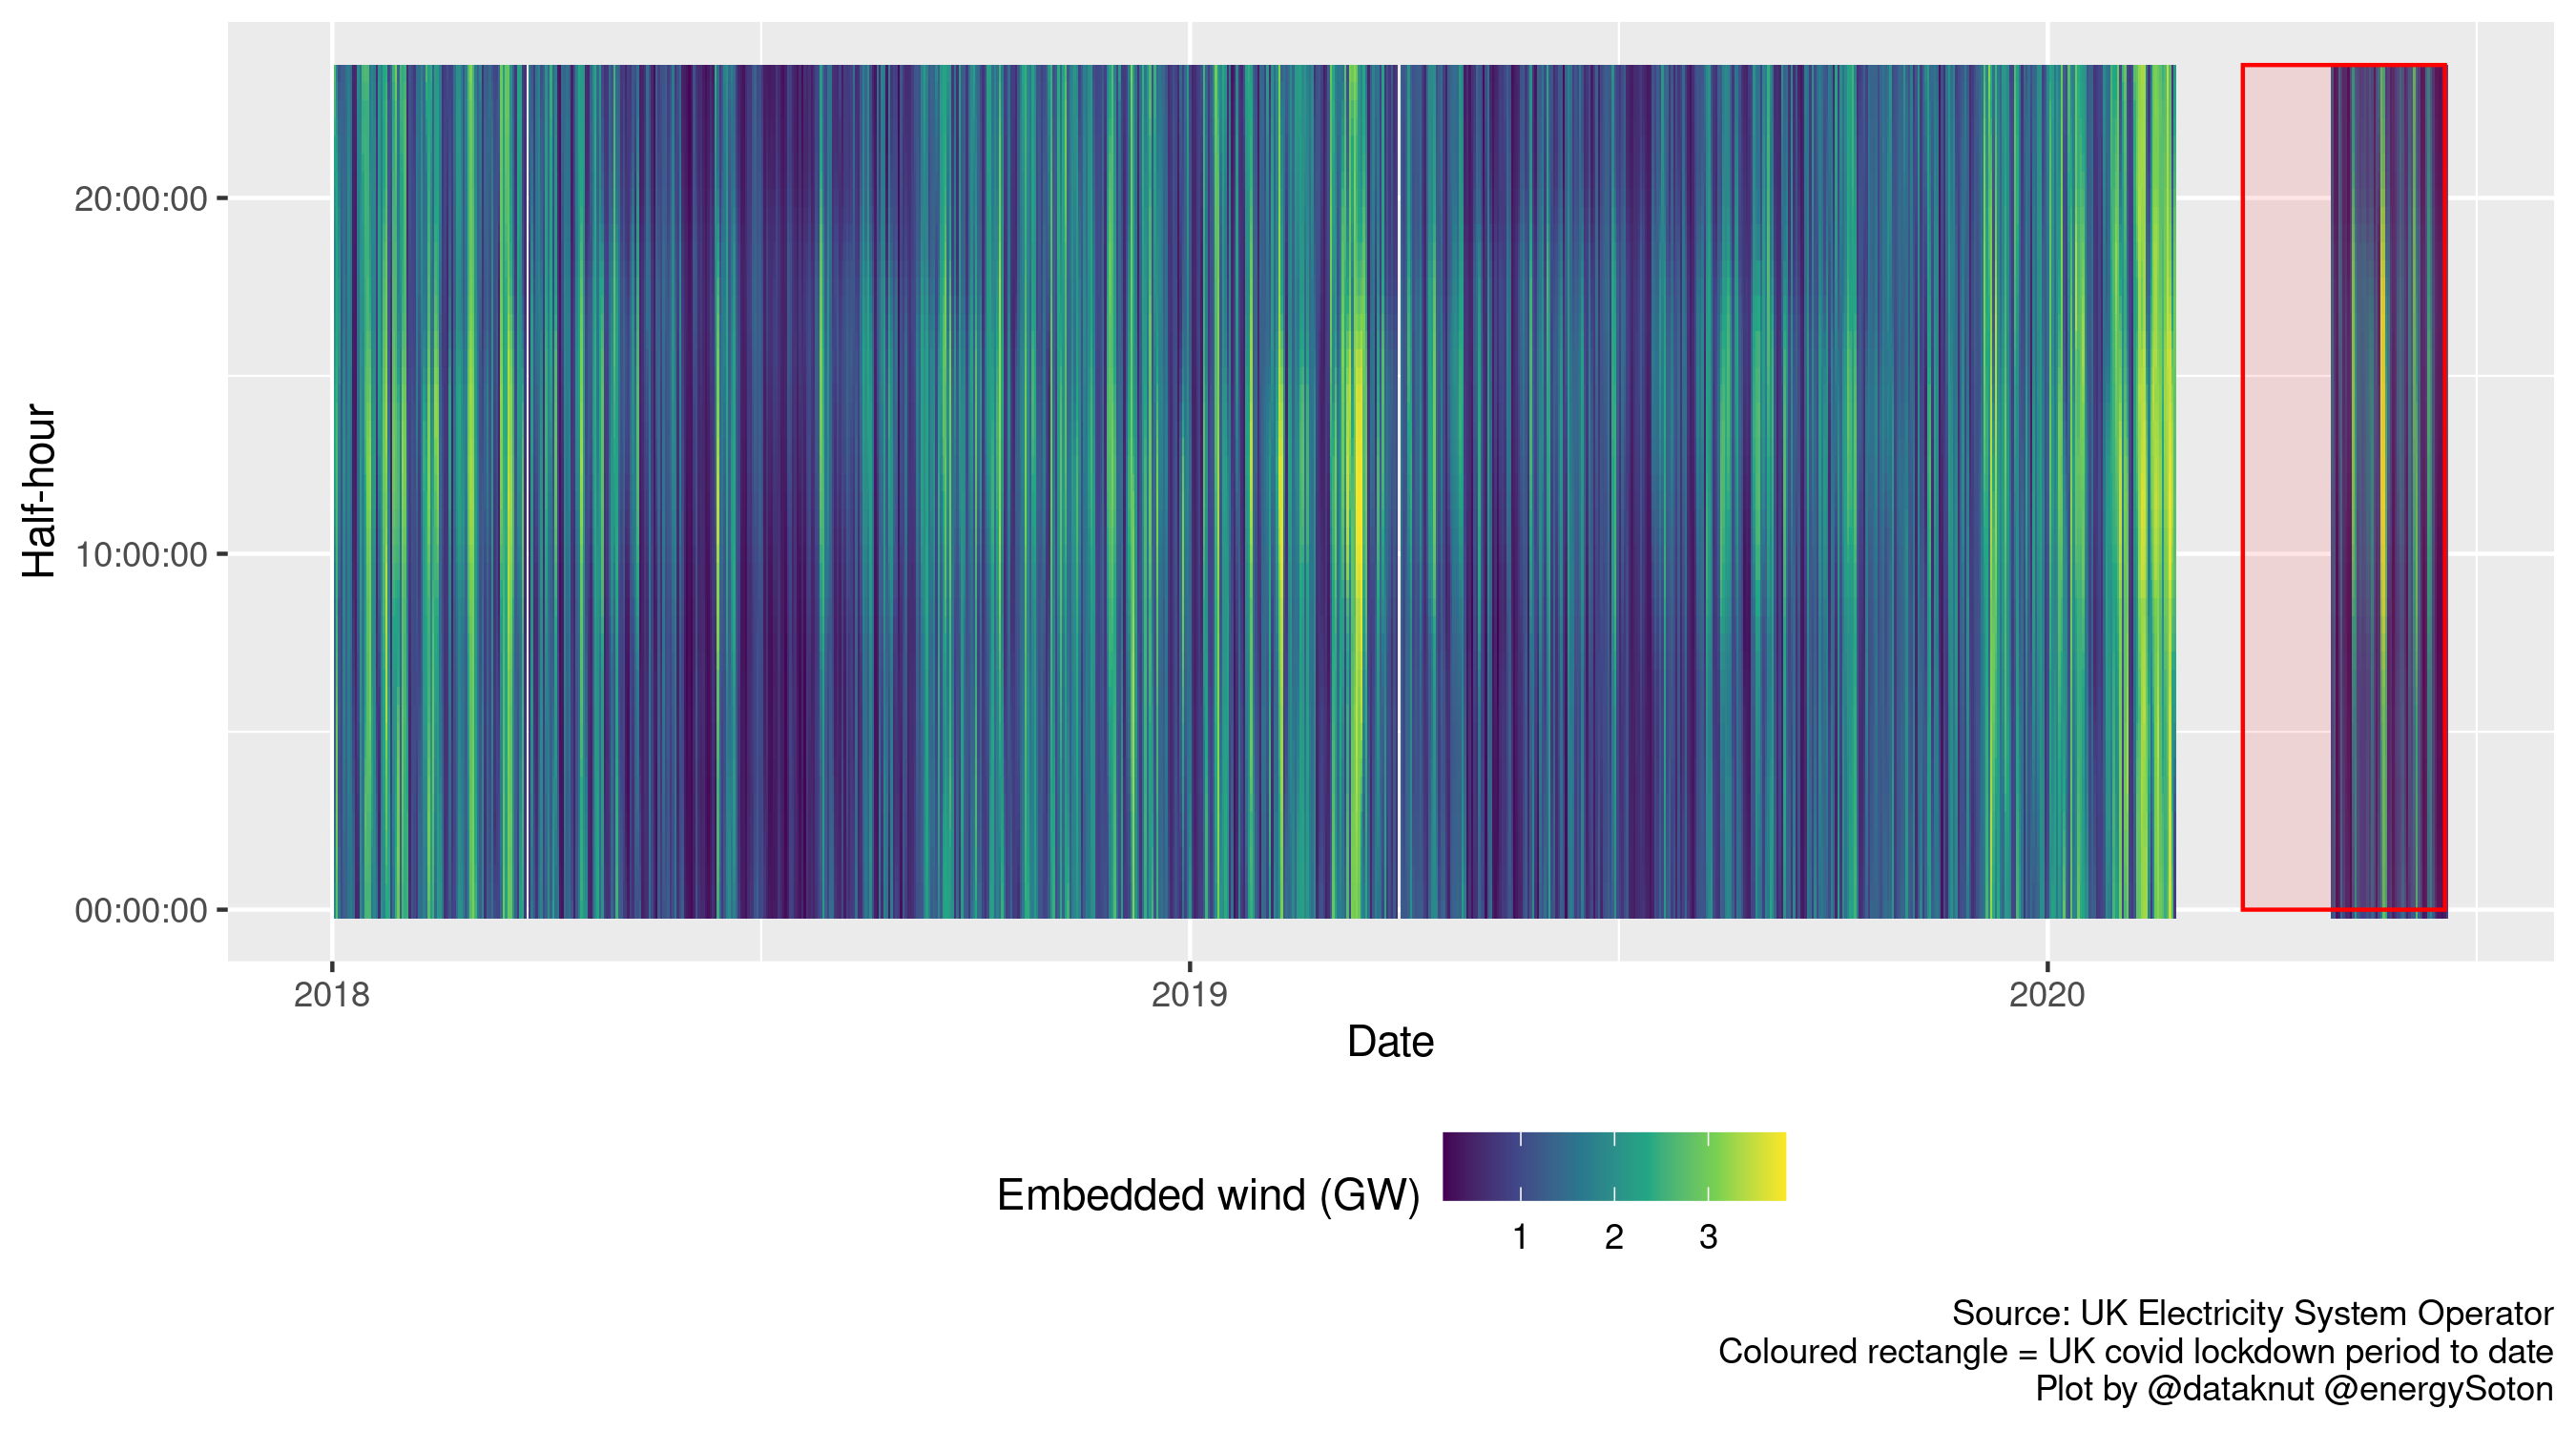 Half-hour
20:00:00
10:00:00
00:00:00
2018 2019 2020
Date
Embedded wind (GW)
1 2 3
Source: UK Electricity System Operator
Coloured rectangle = UK covid lockdown period to date
Plot by @dataknut @energySoton